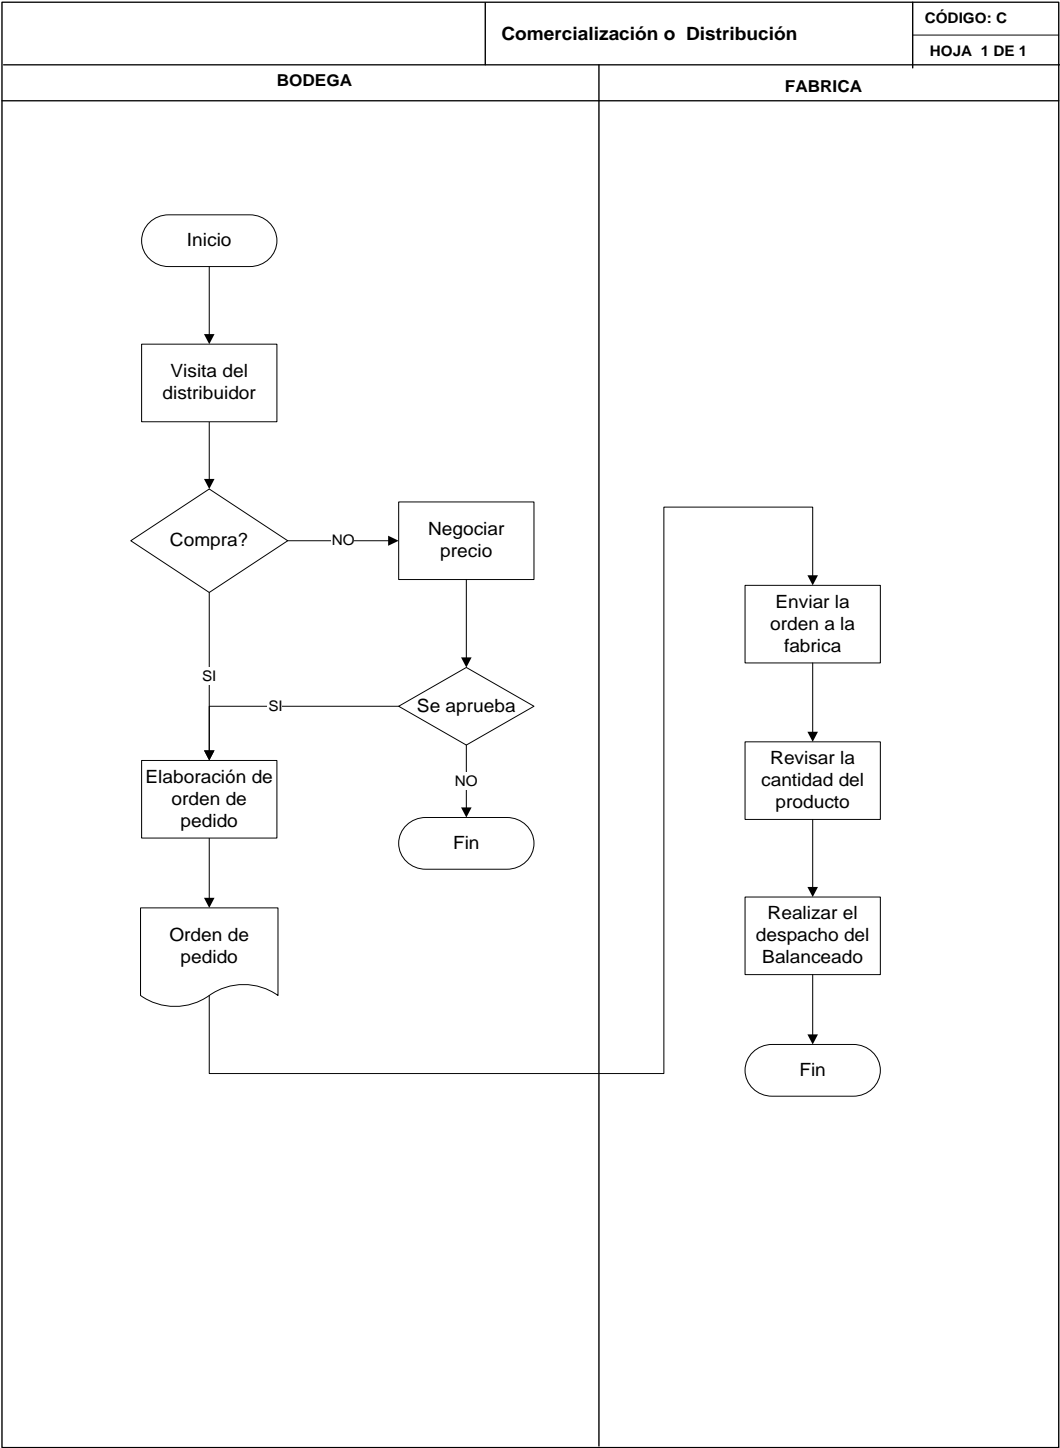 Comercialización o Distribución
CÓDIGO: C
HOJA 1 DE 1
BODEGA
FABRICA
Inicio
Visita del
distribuidor
Compra?
NO
Negociar
precio
SI
Se aprueba
SI
NO
Elaboración de
orden de
pedido
Fin
Orden de
pedido
Enviar la
orden a la
fabrica
Revisar la
cantidad del
producto
Realizar el
despacho del
Balanceado
Fin